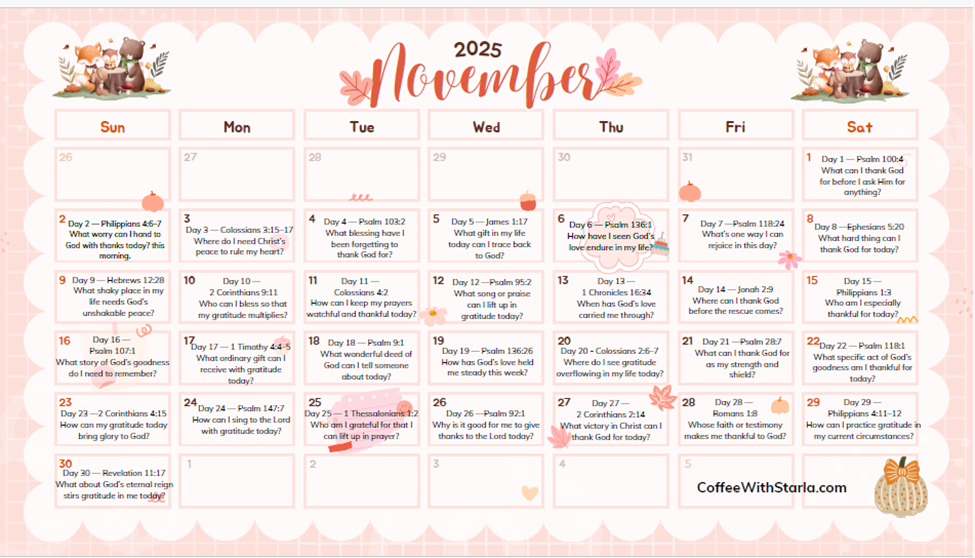 2025
November
Sun Mon Tue Wed Thu Fri Sat
26 27 28 29 30 31
1
Day 1 — Psalm 100:4
What can I thank God
for before I ask Him for
anything?
2
Day 2 — Philippians 4:6-7
What worry can I hand to
God with thanks today? this
morning.
3
Day 3 — Colossians 3:15–17
Where do I need Christ's
peace to rule my heart?
4
Day 4 — Psalm 103:2
What blessing have I
been forgetting to
thank God for?
5
Day 5 — James 1:17
What gift in my life
today can I trace back
to God?
6
Day 6 — Psalm 136:1
How have I seen God's
love endure in my life?
7
Day 7—Psalm 118:24
What's one way I can
rejoice in this day?
8
Day 8 —Ephesians 5:20
What hard thing can I
thank God for today?
9
Day 9 — Hebrews 12:28
What shaky place in my
life needs God's
unshakable peace?
10
Day 10 —
2 Corinthians 9:11
Who can I bless so that
my gratitude multiplies?
11
Day 11 —
Colossians 4:2
How can I keep my prayers
watchful and thankful today?
12
Day 12 —Psalm 95:2
What song or praise
can I lift up in
gratitude today?
13
Day 13 —
1 Chronicles 16:34
When has God's love
carried me through?
14
Day 14 — Jonah 2:9
Where can I thank God
before the rescue comes?
15
Day 15 —
Philippians 1:3
Who am I especially
thankful for today?
16
Day 16 —
Psalm 107:1
What story of God's goodness
do I need to remember?
17
Day 17 — 1 Timothy 4:4-5
What ordinary gift can I
receive with gratitude
today?
18
Day 18 — Psalm 9:1
What wonderful deed of
God can I tell someone
about today?
19
Day 19 — Psalm 136:26
How has God's love held
me steady this week?
20
Day 20 - Colossians 2:6–7
Where do I see gratitude
overflowing in my life today?
21
Day 21 —Psalm 28:7
What can I thank God for
as my strength and
shield?
22
Day 22 — Psalm 118:1
What specific act of God's
goodness am I thankful for
today?
23
Day 23 —2 Corinthians 4:15
How can my gratitude today
bring glory to God?
24
Day 24 — Psalm 147:7
How can I sing to the Lord
with gratitude today?
25
Day 25 — 1 Thessalonians 1:2
Who am I grateful for that I
can lift up in prayer?
26
Day 26 —Psalm 92:1
Why is it good for me to give
thanks to the Lord today?
27
Day 27 —
2 Corinthians 2:14
What victory in Christ can I
thank God for today?
28
Day 28 —
Romans 1:8
Whose faith or testimony
makes me thankful to God?
29
Day 29 —
Philippians 4:11–12
How can I practice gratitude in
my current circumstances?
30
Day 30 — Revelation 11:17
What about God's eternal reign
stirs gratitude in me today?
1 2 3 4 5
CoffeeWithStarla.com